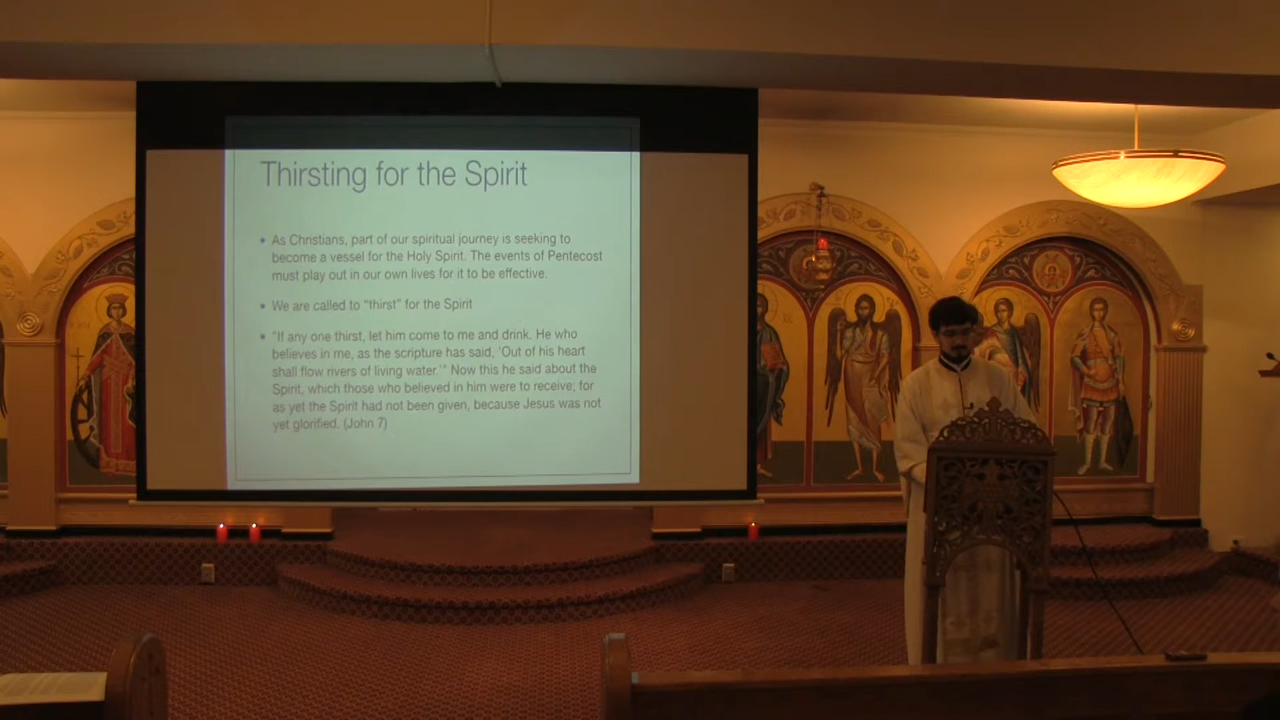 Thirsting for the Spirit
• As Christians, part of our spiritual journey is seeking to
become a vessel for the Holy Spirit. The events of Pentecost
must play out in our own lives for it to be effective.
• We are called to "thirst" for the Spirit
• "If any one thirst, let him come to me and drink. He who
believes in me, as the scripture has said, 'Out of his heart
shall flow rivers of living water.'" Now this he said about the
Spirit, which those who believed in him were to receive; for
as yet the Spirit had not been given, because Jesus was not
yet glorified. (John 7)